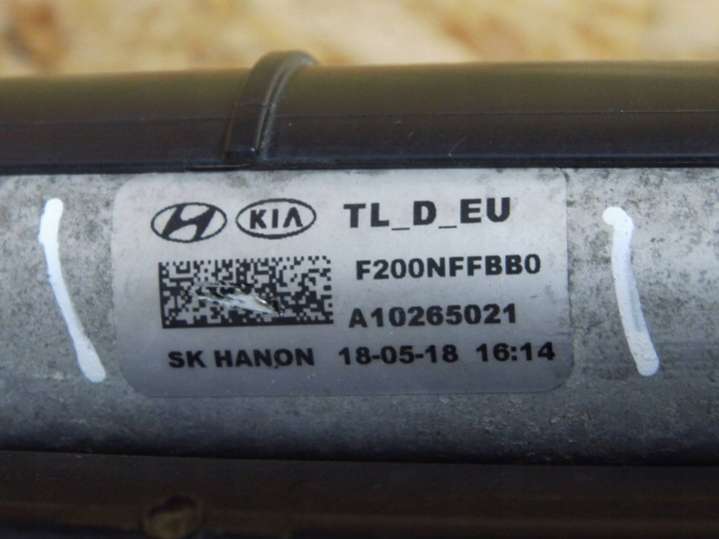 KIA TL_D_EU
F200NFFBB0
A10265021
SK HANON 18-05-18 16:14